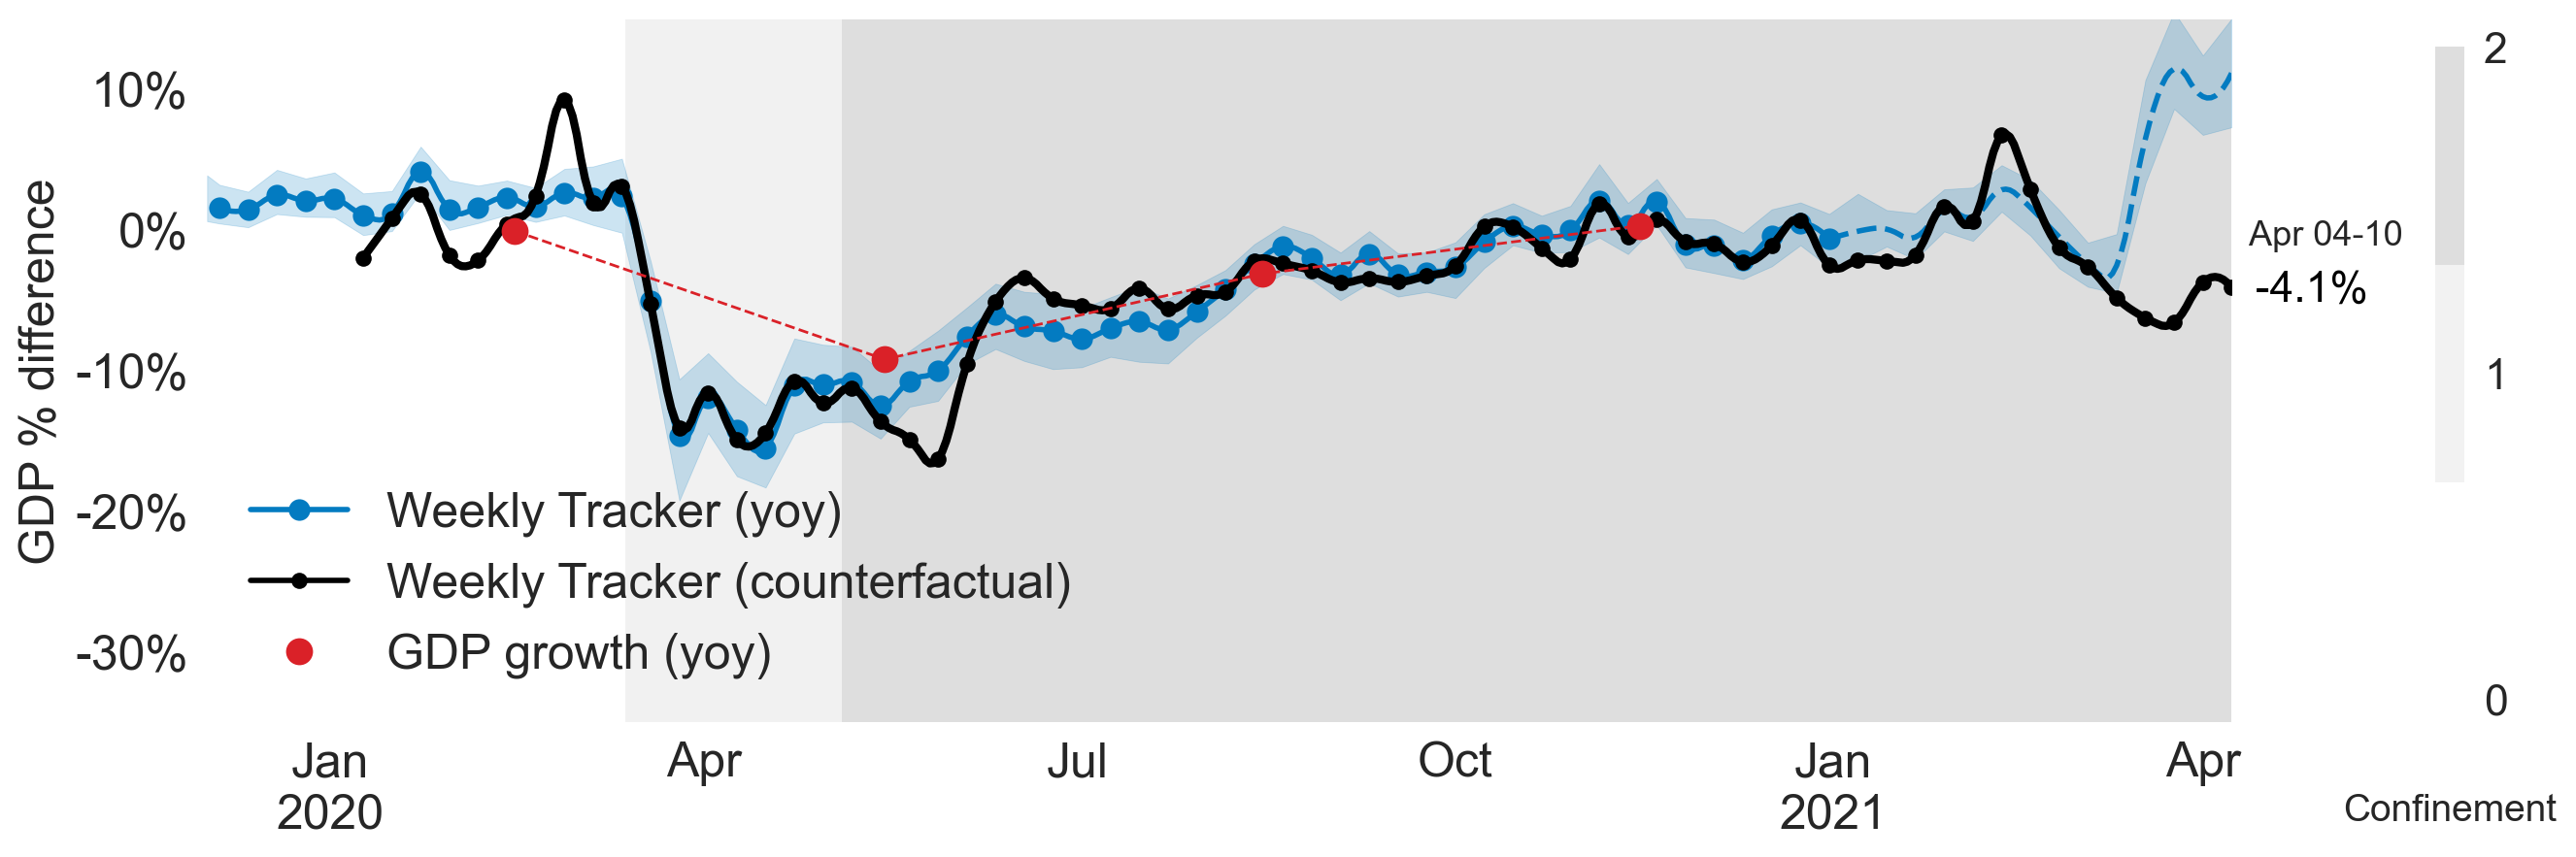 GDP % difference
10%
0%
-10%
-20%
-30%
Weekly Tracker (yoy)
Weekly Tracker (counterfactual)
GDP growth (yoy)
Jan
2020
Apr
Jul
Oct
Jan
2021
Apr
Apr 04-10
-4.1%
2
1
0
Confinement